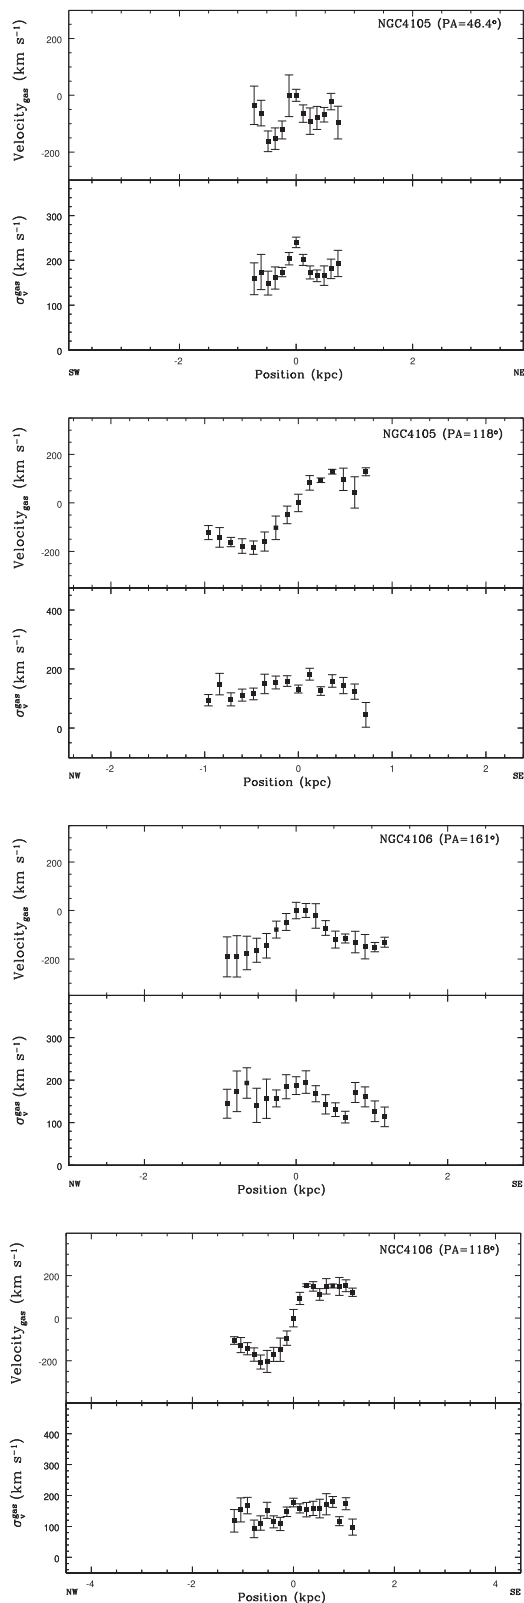 NGC4105 (PA=46.4°)
Velocity_gas (km s⁻¹)
200
0
-200
σ_v^gas (km s⁻¹)
300
200
100
0
-2 0 2
SW Position (kpc) NE
NGC4105 (PA=118°)
Velocity_gas (km s⁻¹)
200
0
-200
σ_v^gas (km s⁻¹)
400
200
0
-2 -1 0 1 2
NW Position (kpc) SE
NGC4106 (PA=161°)
Velocity_gas (km s⁻¹)
200
0
-200
σ_v^gas (km s⁻¹)
300
200
100
0
-2 0 2
NW Position (kpc) SE
NGC4106 (PA=118°)
Velocity_gas (km s⁻¹)
200
0
-200
σ_v^gas (km s⁻¹)
400
300
200
100
0
-4 -2 0 2 4
NW Position (kpc) SE